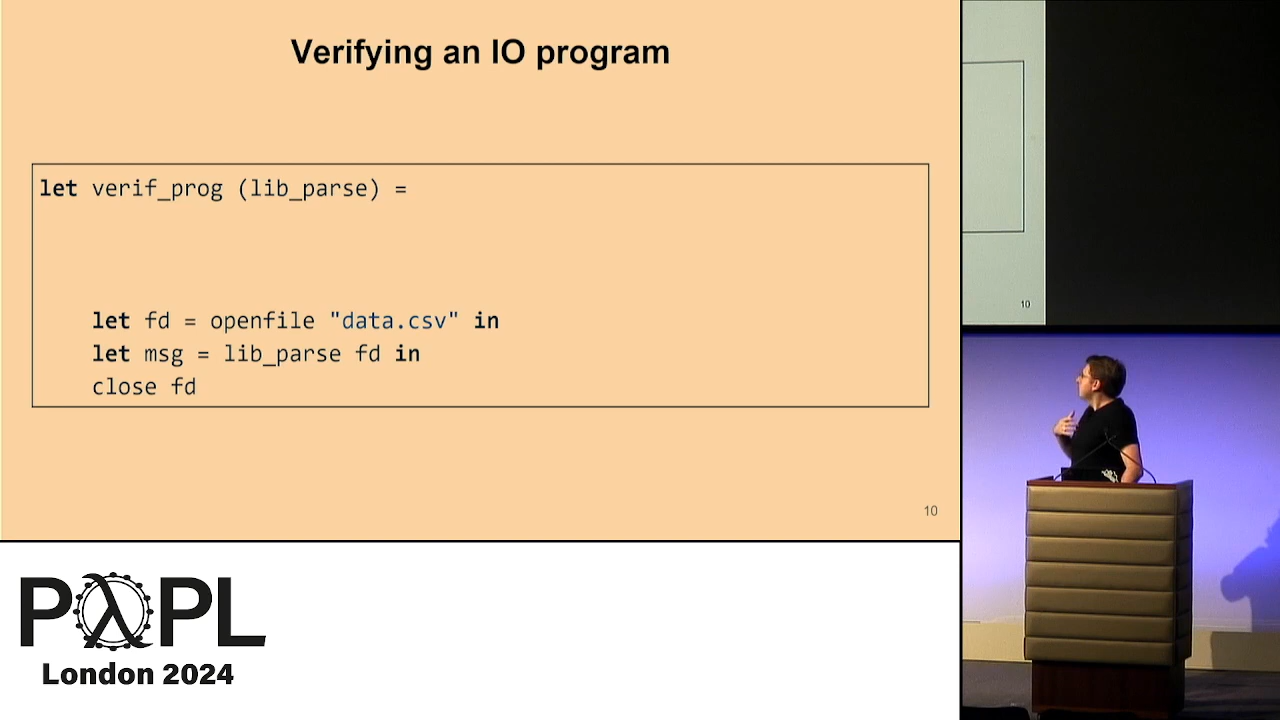 Verifying an IO program
let verif_prog (lib_parse) =
let fd = openfile "data.csv" in
let msg = lib_parse fd in
close fd
10
10
PλPL
London 2024